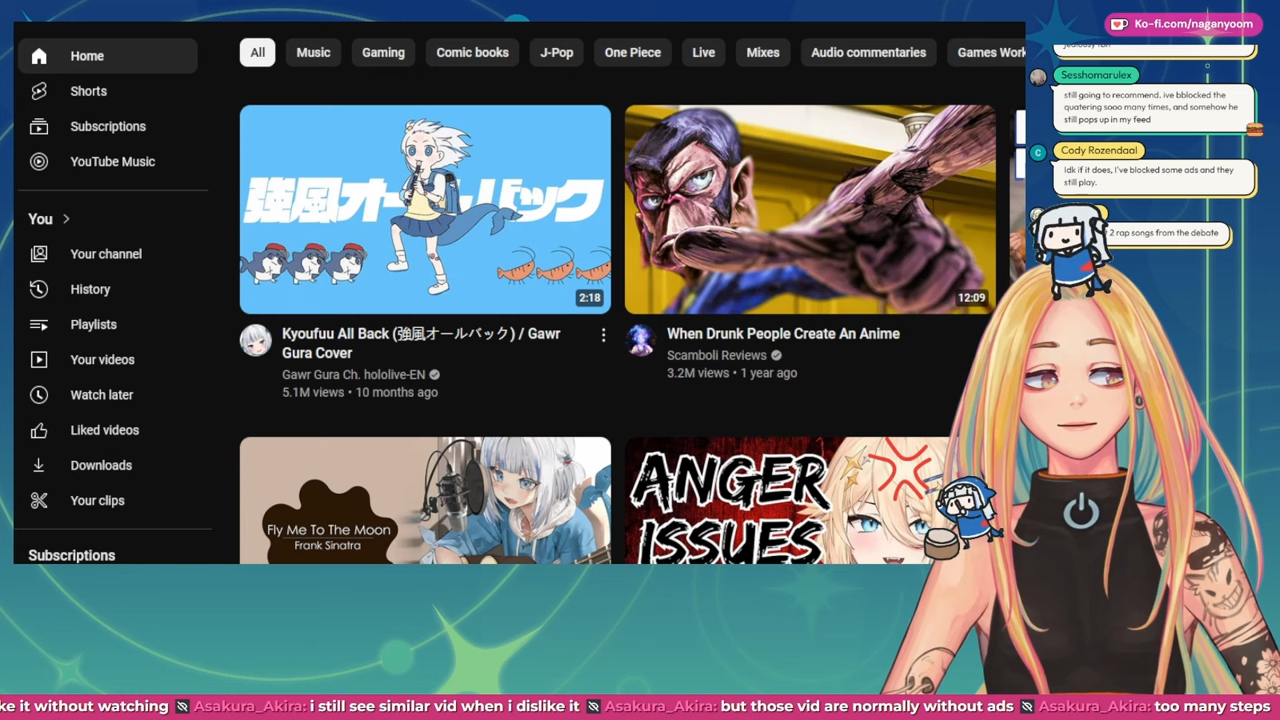 Home
Shorts
Subscriptions
YouTube Music
You
Your channel
History
Playlists
Your videos
Watch later
Liked videos
Downloads
Your clips
Subscriptions
All
Music
Gaming
Comic books
J-Pop
One Piece
Live
Mixes
Audio commentaries
Games Work
強風オールバック
2:18
Kyoufuu All Back (強風オールバック) / Gawr
Gura Cover
Gawr Gura Ch. hololive-EN
5.1M views • 10 months ago
12:09
When Drunk People Create An Anime
Scamboli Reviews
3.2M views • 1 year ago
Fly Me To The Moon
Frank Sinatra
ANGER
ISSUES
Ko-fi.com/naganyoom
Sesshomarulex
still going to recommend. ive bblocked the
quatering sooo many times, and somehow he
still pops up in my feed
C
Cody Rozendaal
Idk if it does, I've blocked some ads and they
still play.
2 rap songs from the debate
ke it without watching Asakura_Akira: i still see similar vid when i dislike it Asakura_Akira: but those vid are normally without ads Asakura_Akira: too many steps